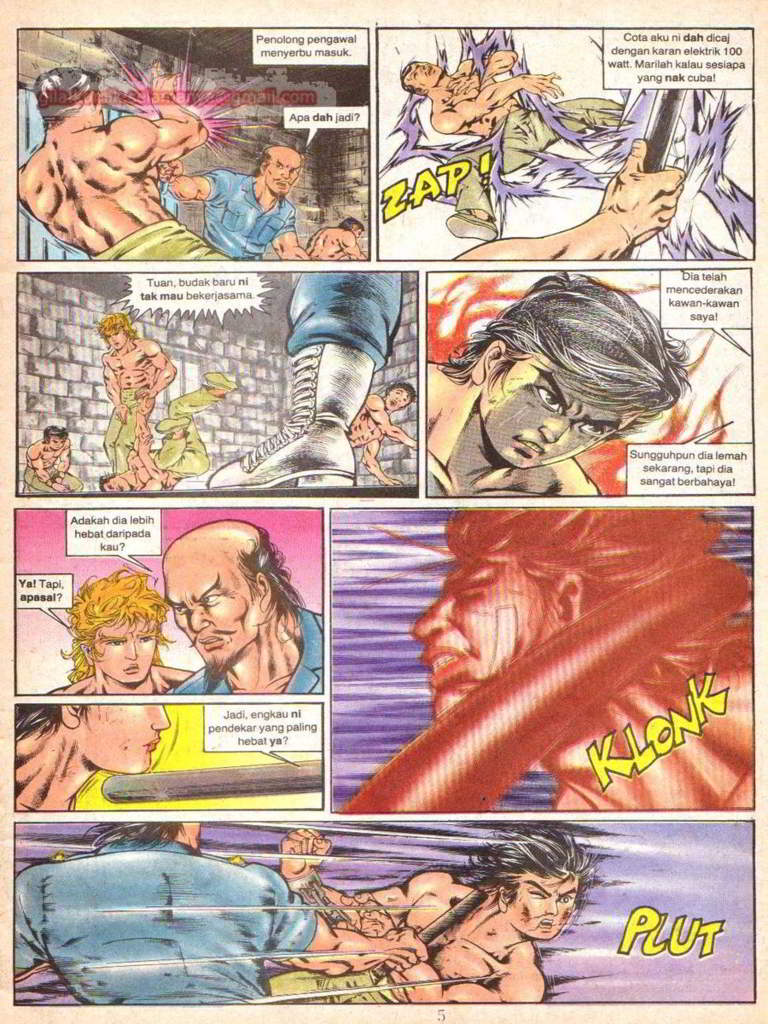 Penolong pengawal
menyerbu masuk.
Apa dah jadi?
Cota aku ni dah dicaj
dengan karan elektrik 100
watt. Marilah kalau sesiapa
yang nak cuba!
ZAP!
Tuan, budak baru ni
tak mau bekerjasama.
Dia telah
mencederakan
kawan-kawan
saya!
Sungguhpun dia lemah
sekarang, tapi dia
sangat berbahaya!
Adakah dia lebih
hebat daripada
kau?
Ya! Tapi,
apasal?
Jadi, engkau ni
pendekar yang paling
hebat ya?
KLONK
PLUT
5